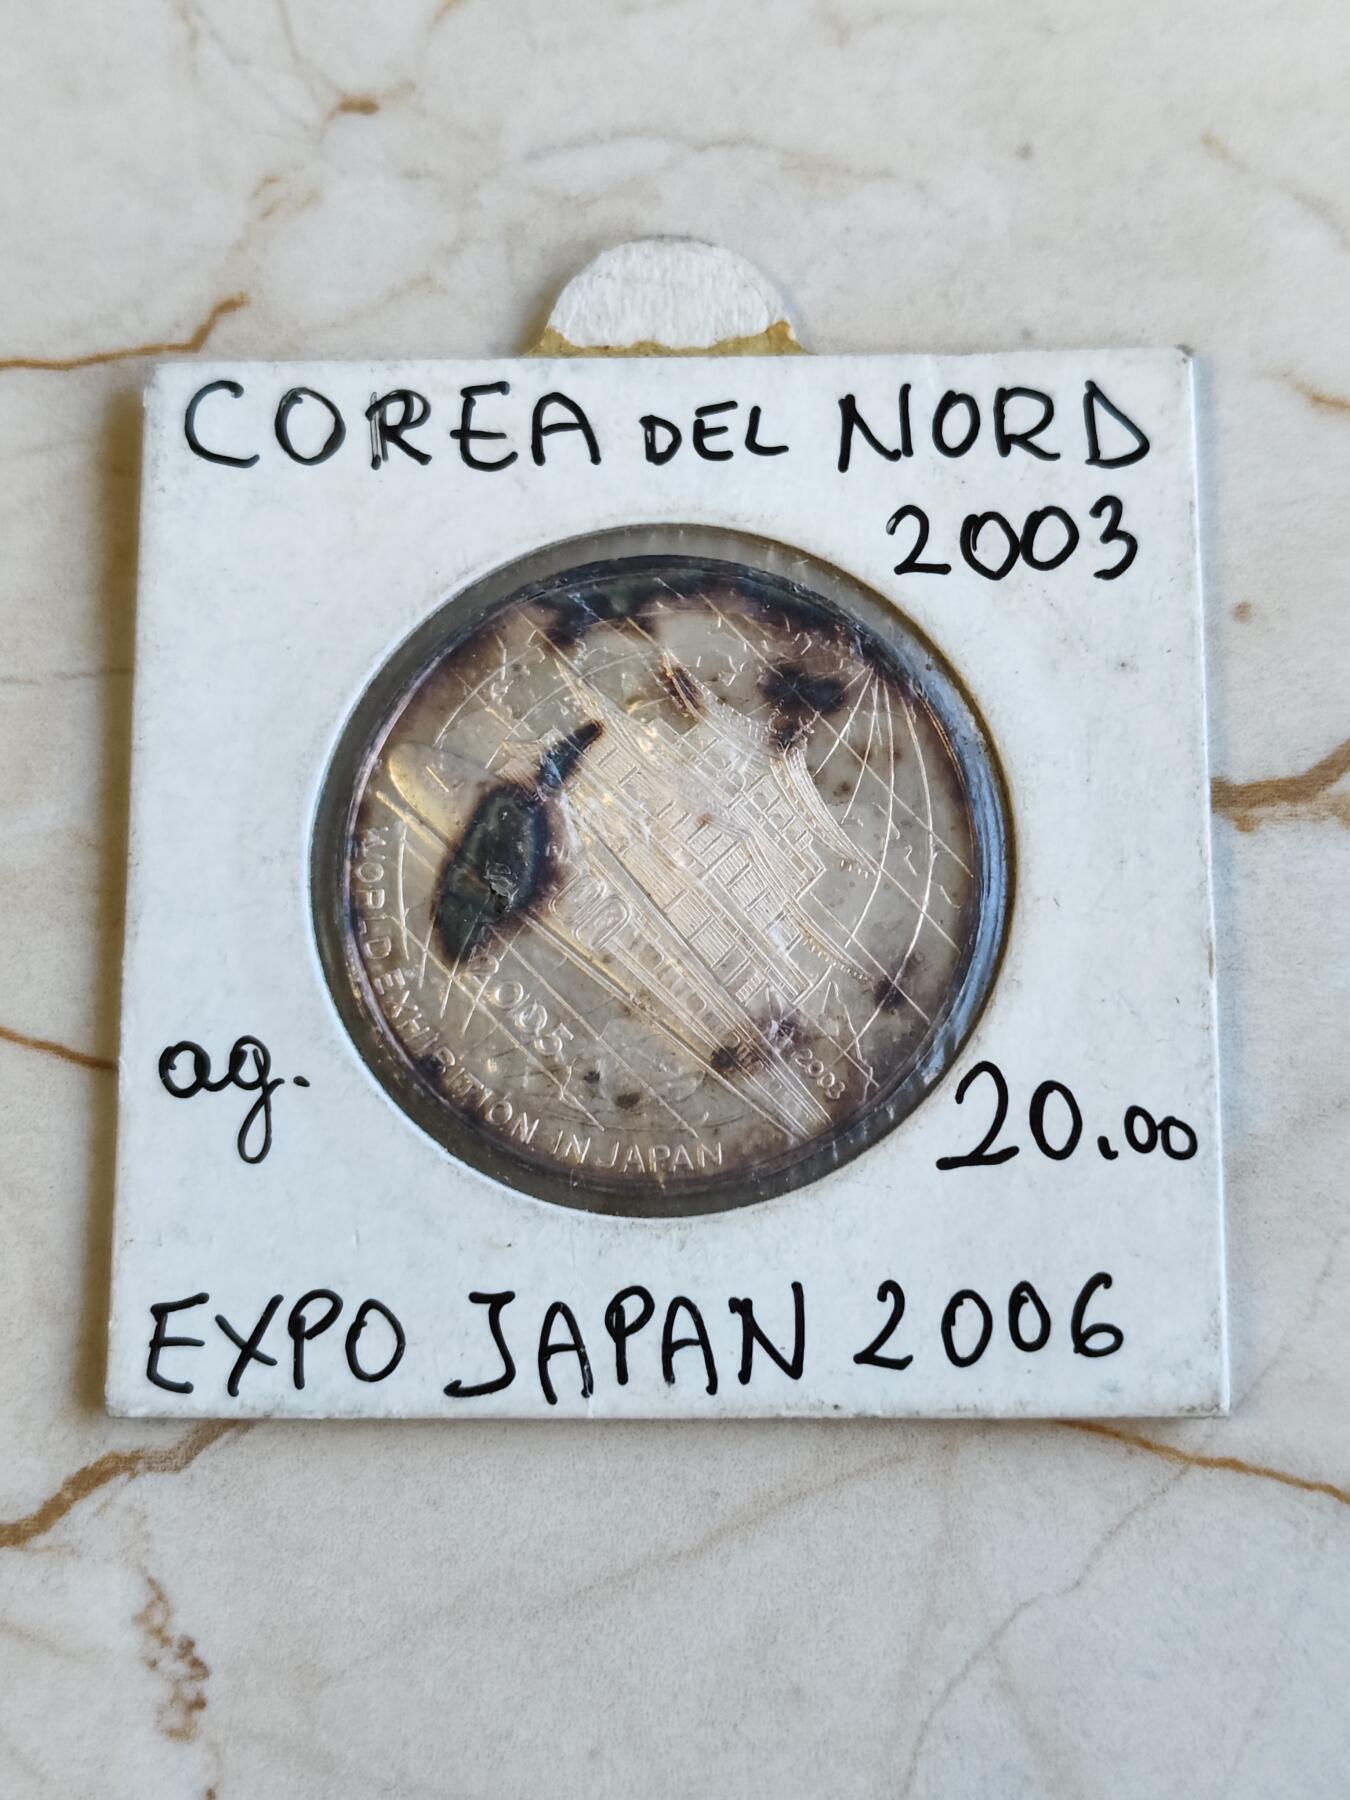 COREA DEL NORD
2003
2005
2003
WORLD EXHIBITION IN JAPAN
ag.
20.00
EXPO JAPAN 2006